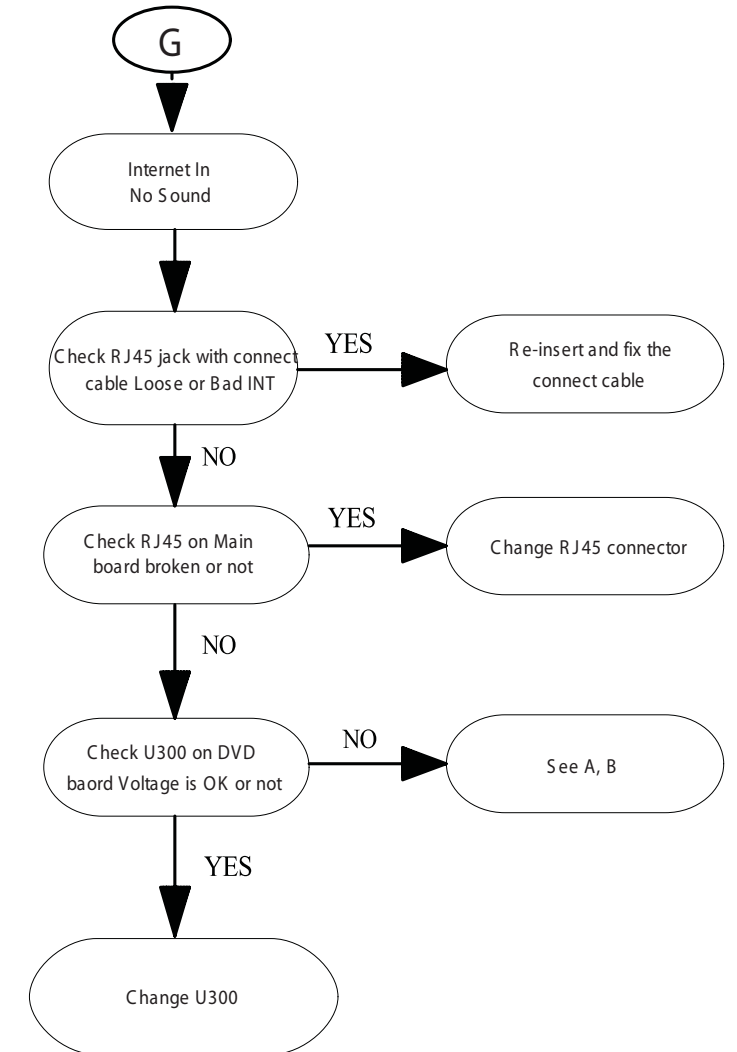 G
Internet In
No Sound
Check RJ45 jack with connect
cable Loose or Bad INT
YES
Re-insert and fix the
connect cable
NO
Check RJ45 on Main
board broken or not
YES
Change RJ45 connector
NO
Check U300 on DVD
baord Voltage is OK or not
NO
See A, B
YES
Change U300